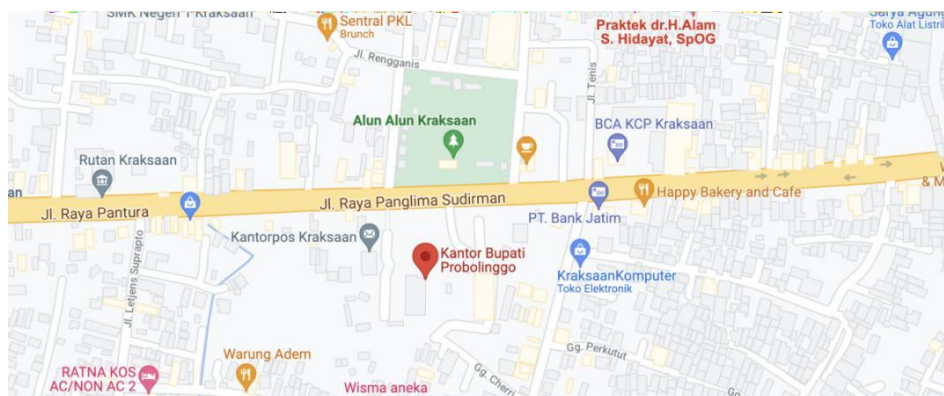 SMK Negeri 1 Kraksaan
Sentral PKL
Brunch
Praktek dr.H.Alam
S. Hidayat, SpOG
Surya Agung
Toko Alat Listrik
Jl. Rengganis
Jl. Tenis
Alun Alun Kraksaan
BCA KCP Kraksaan
Rutan Kraksaan
Happy Bakery and Cafe
& M
Jl. Raya Pantura
Jl. Raya Panglima Sudirman
PT. Bank Jatim
Kantorpos Kraksaan
Kantor Bupati
Probolinggo
Jl. Letjens Suprapto
KraksaanKomputer
Toko Elektronik
Gg. Perkutut
Warung Adem
Gg. Cherri
RATNA KOS
AC/NON AC 2
Wisma aneka